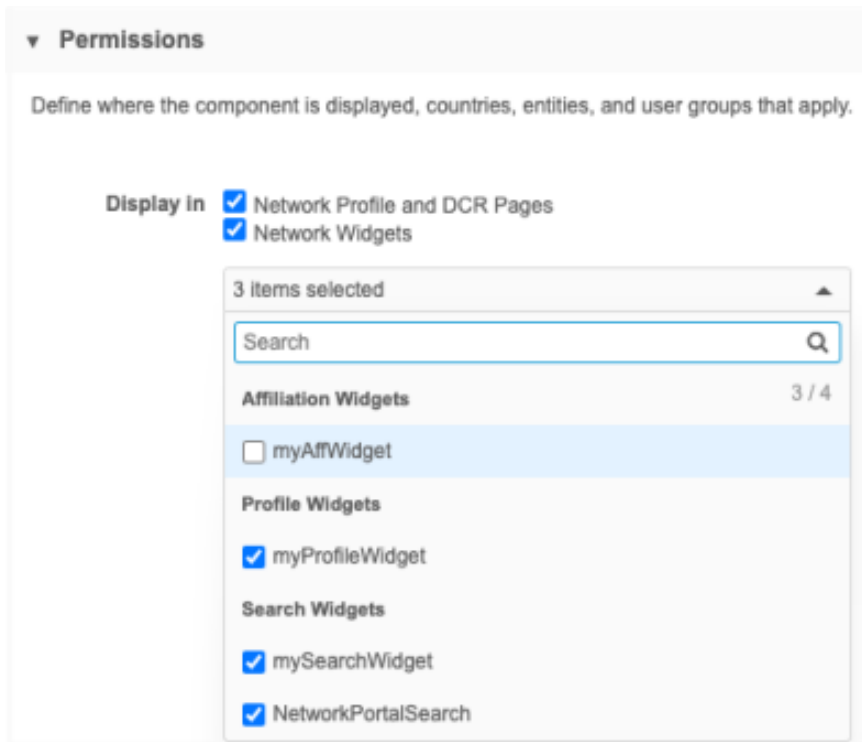 Permissions
Define where the component is displayed, countries, entities, and user groups that apply.
Display in Network Profile and DCR Pages
Network Widgets
3 items selected
Search
Affiliation Widgets 3 / 4
myAffWidget
Profile Widgets
myProfileWidget
Search Widgets
mySearchWidget
NetworkPortalSearch